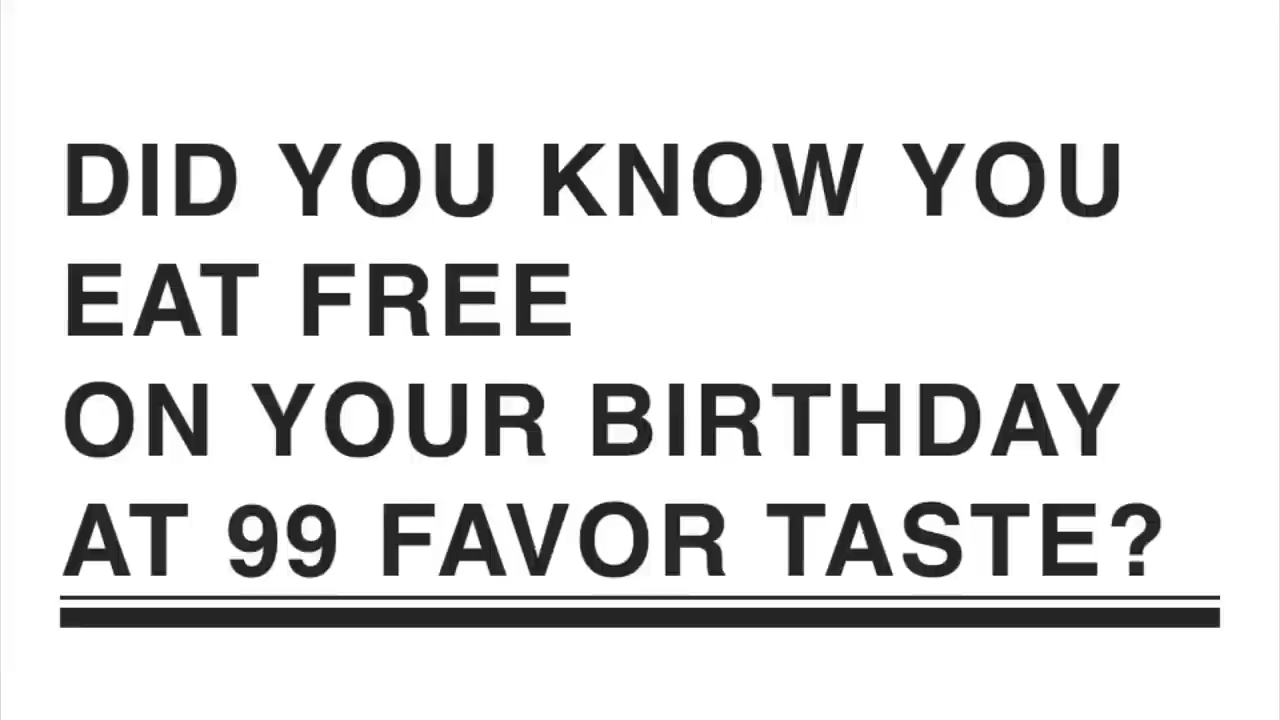 DID YOU KNOW YOU
EAT FREE
ON YOUR BIRTHDAY
AT 99 FAVOR TASTE?